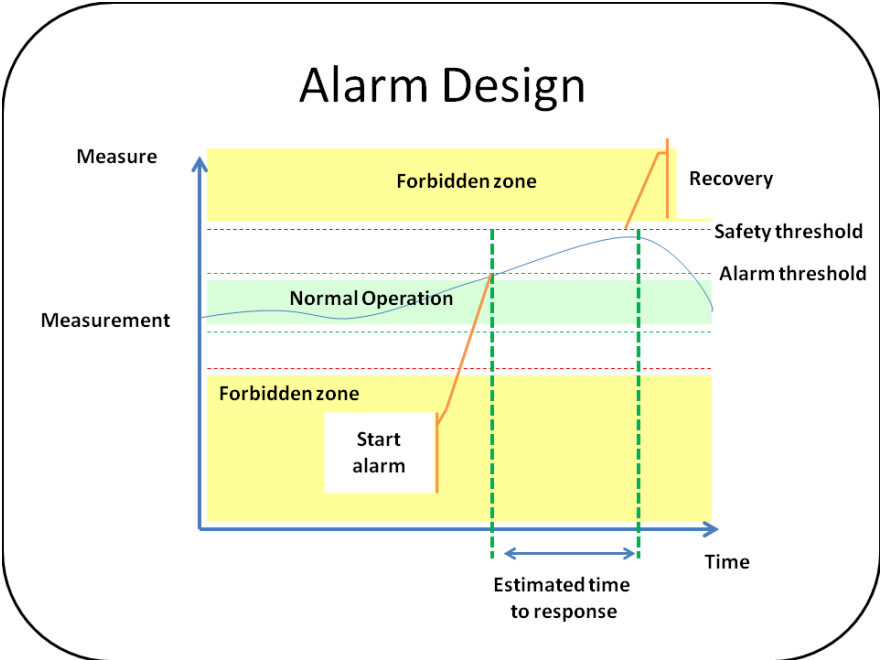 Alarm Design
Measure
Forbidden zone
Recovery
Safety threshold
Alarm threshold
Normal Operation
Measurement
Forbidden zone
Start
alarm
Time
Estimated time
to response